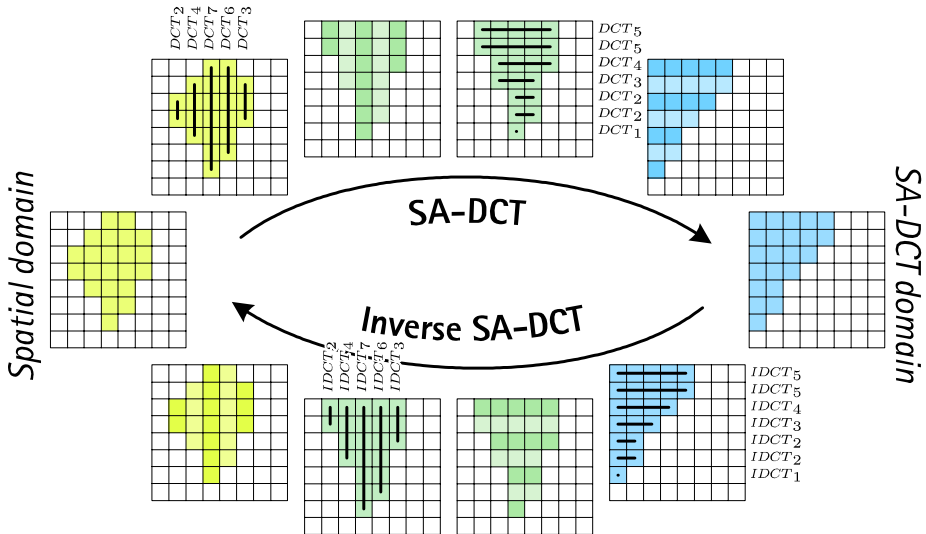 DCT2
DCT4
DCT7
DCT6
DCT3
DCT5
DCT5
DCT4
DCT3
DCT2
DCT2
DCT1
Spatial domain
SA-DCT
SA-DCT domain
Inverse SA-DCT
IDCT2
IDCT4
IDCT7
IDCT6
IDCT3
IDCT5
IDCT5
IDCT4
IDCT3
IDCT2
IDCT2
IDCT1